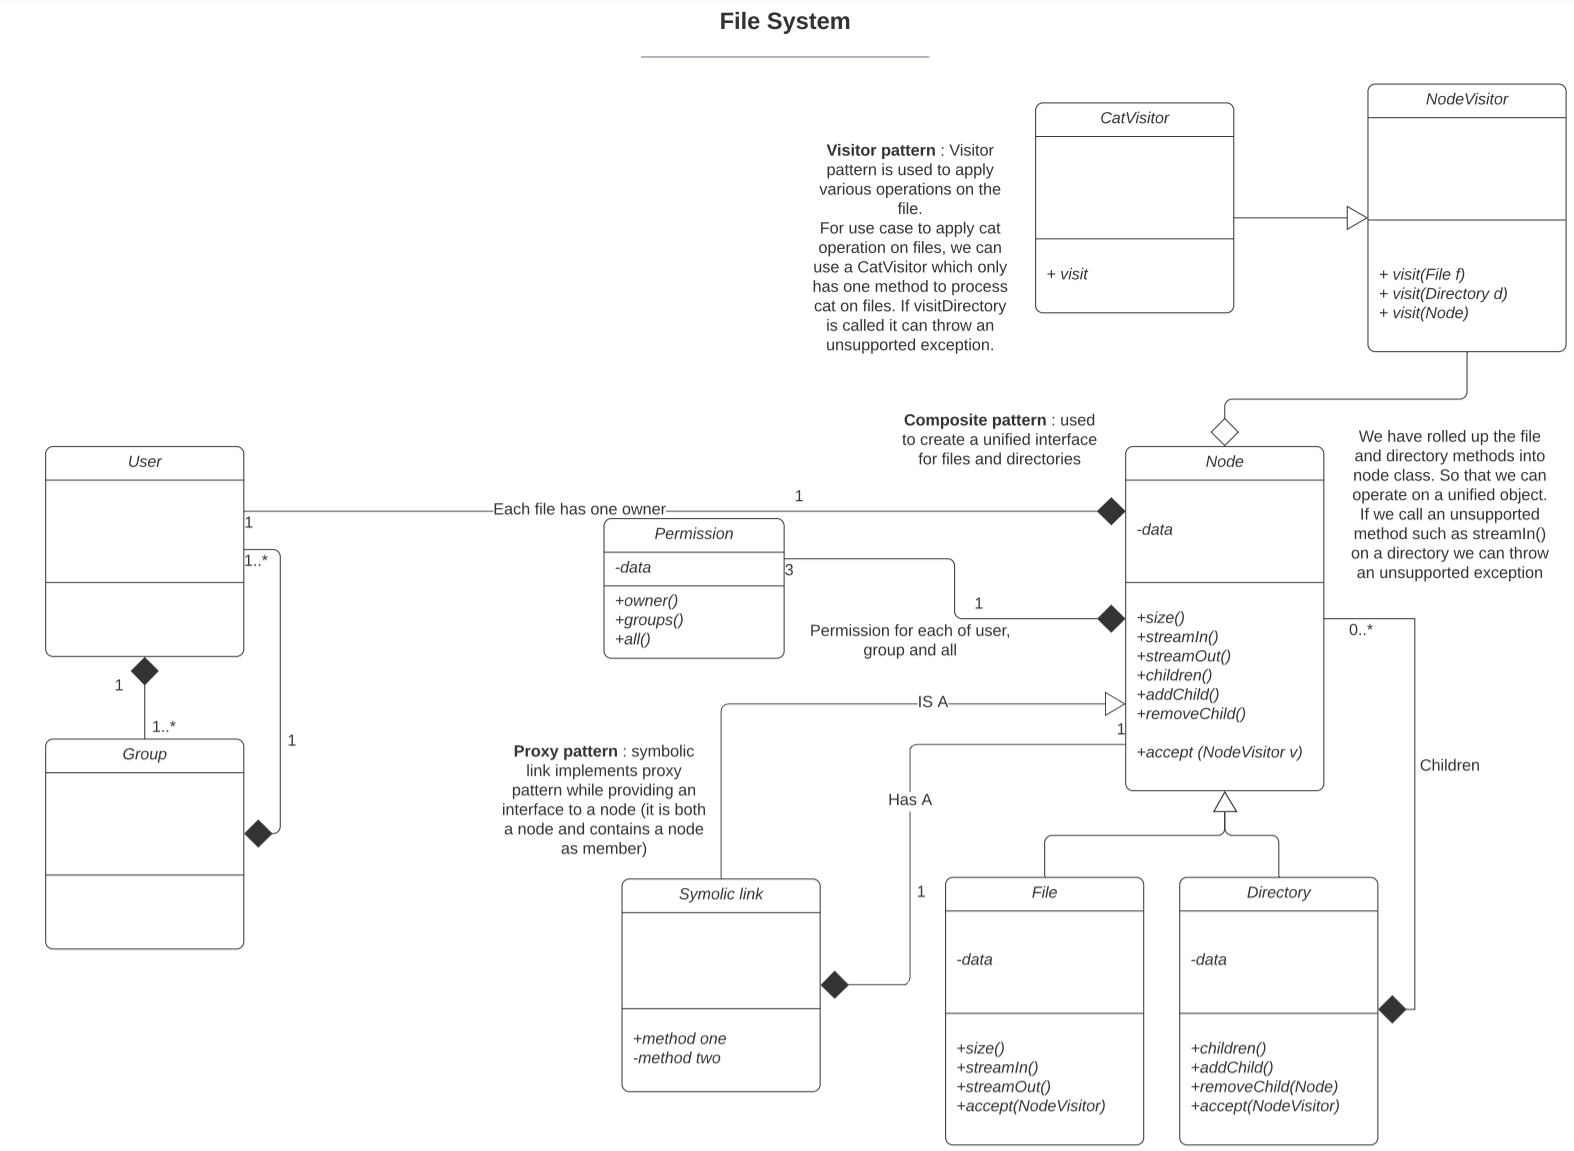 File System
NodeVisitor
CatVisitor
Visitor pattern : Visitor
pattern is used to apply
various operations on the
file.
For use case to apply cat
operation on files, we can
use a CatVisitor which only
has one method to process
cat on files. If visitDirectory
is called it can throw an
unsupported exception.
+ visit
+ visit(File f)
+ visit(Directory d)
+ visit(Node)
Composite pattern : used
to create a unified interface
for files and directories
We have rolled up the file
and directory methods into
node class. So that we can
operate on a unified object.
If we call an unsupported
method such as streamIn()
on a directory we can throw
an unsupported exception
User
1
1..*
Each file has one owner
1
Permission
-data
+owner()
+groups()
+all()
3
1
Permission for each of user,
group and all
Node
-data
+size()
+streamIn()
+streamOut()
+children()
+addChild()
+removeChild()
+accept (NodeVisitor v)
0..*
Children
1
1..*
1
Group
IS A
1
Has A
1
Proxy pattern : symbolic
link implements proxy
pattern while providing an
interface to a node (it is both
a node and contains a node
as member)
Symolic link
+method one
-method two
File
-data
+size()
+streamIn()
+streamOut()
+accept(NodeVisitor)
Directory
-data
+children()
+addChild()
+removeChild(Node)
+accept(NodeVisitor)